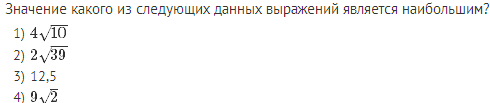 Значение какого из следующих данных выражений является наибольшим?
1) 4√10
2) 2√39
3) 12,5
4) 9√2